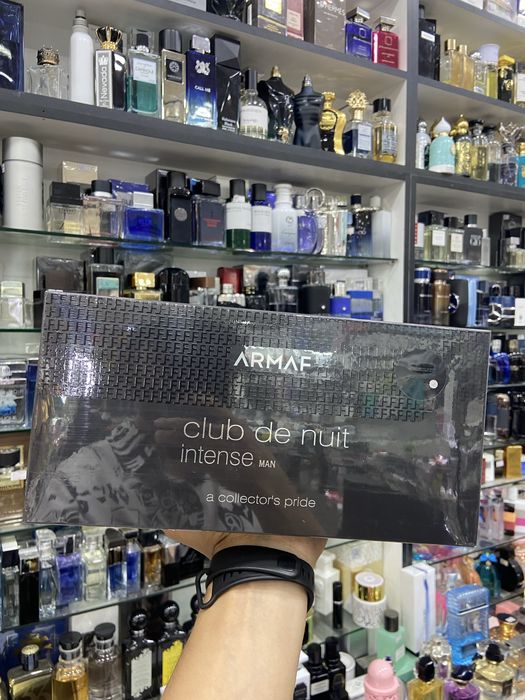 Nevada
CALL ME
ARMAF
club de nuit
intense MAN
a collector's pride